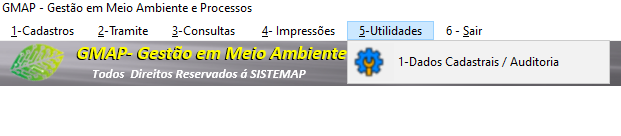 GMAP - Gestão em Meio Ambiente e Processos
1-Cadastros 2-Tramite 3-Consultas 4- Impressões 5-Utilidades 6 - Sair
GMAP- Gestão em Meio Ambiente
1-Dados Cadastrais / Auditoria
Todos Direitos Reservados á SISTEMAP